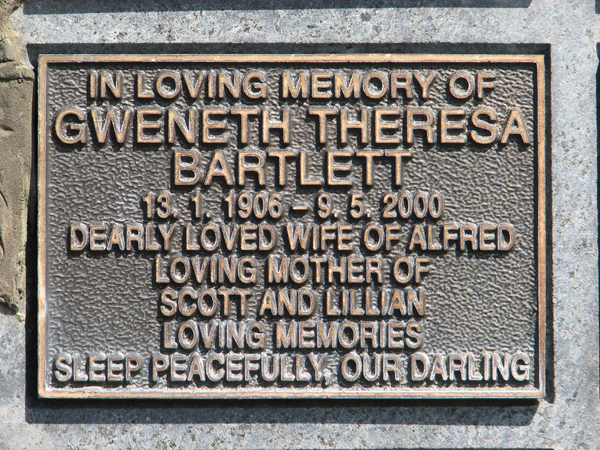 IN LOVING MEMORY OF
GWENETH THERESA
BARTLETT
13. 1. 1906 – 9. 5. 2000
DEARLY LOVED WIFE OF ALFRED
LOVING MOTHER OF
SCOTT AND LILLIAN
LOVING MEMORIES
SLEEP PEACEFULLY, OUR DARLING